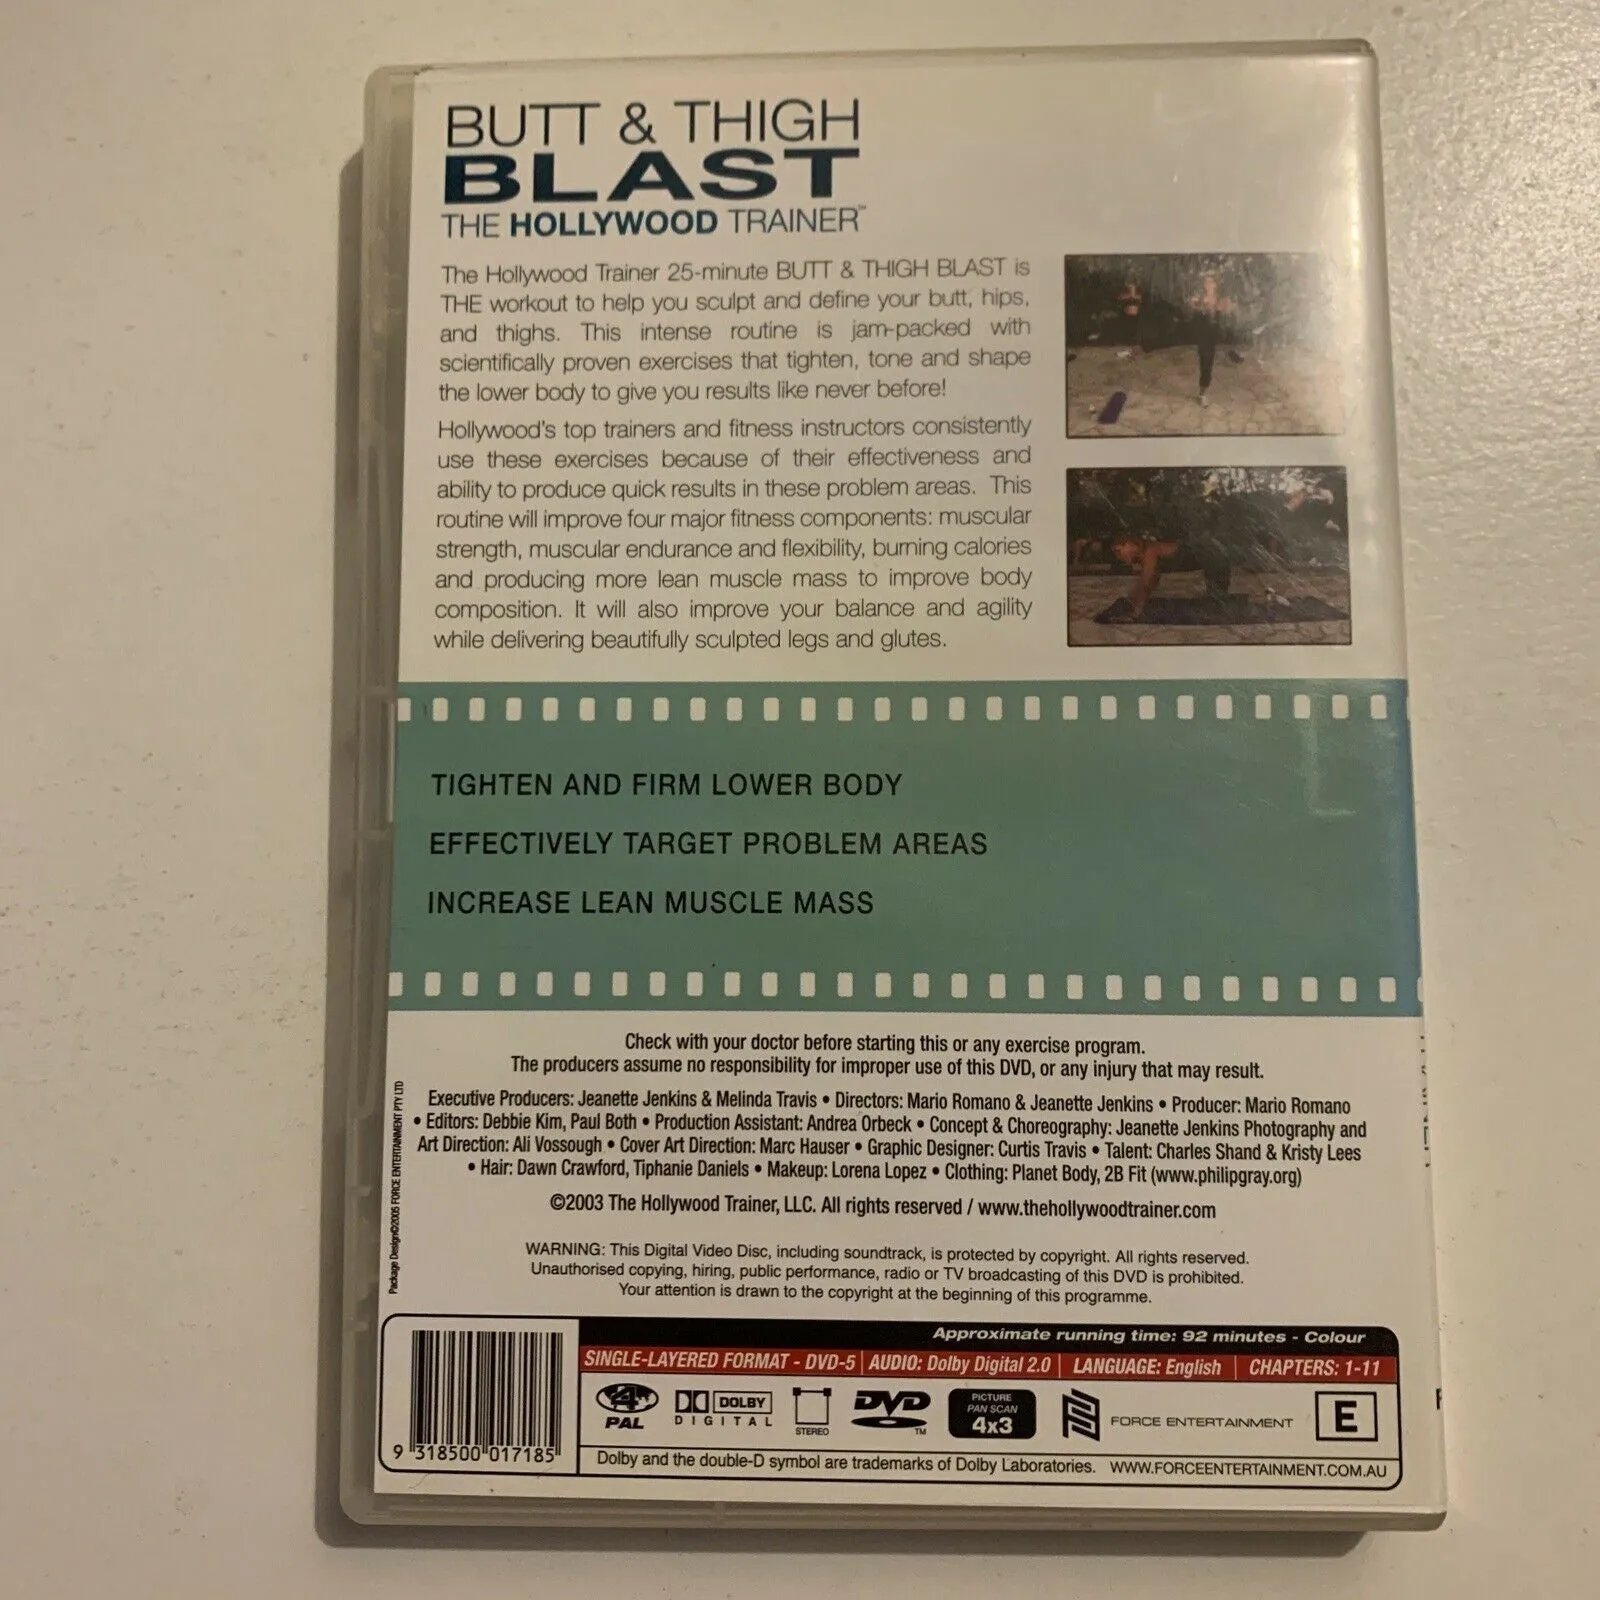 BUTT & THIGH
BLAST
THE HOLLYWOOD TRAINER™
The Hollywood Trainer 25-minute BUTT & THIGH BLAST is
THE workout to help you sculpt and define your butt, hips,
and thighs. This intense routine is jam-packed with
scientifically proven exercises that tighten, tone and shape
the lower body to give you results like never before!
Hollywood's top trainers and fitness instructors consistently
use these exercises because of their effectiveness and
ability to produce quick results in these problem areas. This
routine will improve four major fitness components: muscular
strength, muscular endurance and flexibility, burning calories
and producing more lean muscle mass to improve body
composition. It will also improve your balance and agility
while delivering beautifully sculpted legs and glutes.
TIGHTEN AND FIRM LOWER BODY
EFFECTIVELY TARGET PROBLEM AREAS
INCREASE LEAN MUSCLE MASS
Check with your doctor before starting this or any exercise program.
The producers assume no responsibility for improper use of this DVD, or any injury that may result.
Executive Producers: Jeanette Jenkins & Melinda Travis • Directors: Mario Romano & Jeanette Jenkins • Producer: Mario Romano
• Editors: Debbie Kim, Paul Both • Production Assistant: Andrea Orbeck • Concept & Choreography: Jeanette Jenkins Photography and
Art Direction: Ali Vossough • Cover Art Direction: Marc Hauser • Graphic Designer: Curtis Travis • Talent: Charles Shand & Kristy Lees
• Hair: Dawn Crawford, Tiphanie Daniels • Makeup: Lorena Lopez • Clothing: Planet Body, 2B Fit (www.philipgray.org)
©2003 The Hollywood Trainer, LLC. All rights reserved / www.thehollywoodtrainer.com
Package Design©2005 FORCE ENTERTAINMENT PTY LTD
WARNING: This Digital Video Disc, including soundtrack, is protected by copyright. All rights reserved.
Unauthorised copying, hiring, public performance, radio or TV broadcasting of this DVD is prohibited.
Your attention is drawn to the copyright at the beginning of this programme.
Approximate running time: 92 minutes - Colour
SINGLE-LAYERED FORMAT - DVD-5 | AUDIO: Dolby Digital 2.0 | LANGUAGE: English | CHAPTERS: 1-11
4
PAL
DOLBY
DIGITAL
STEREO
DVD
TM
PICTURE
PAN SCAN
4x3
FORCE ENTERTAINMENT
E
9 318500 017185
Dolby and the double-D symbol are trademarks of Dolby Laboratories. WWW.FORCEENTERTAINMENT.COM.AU